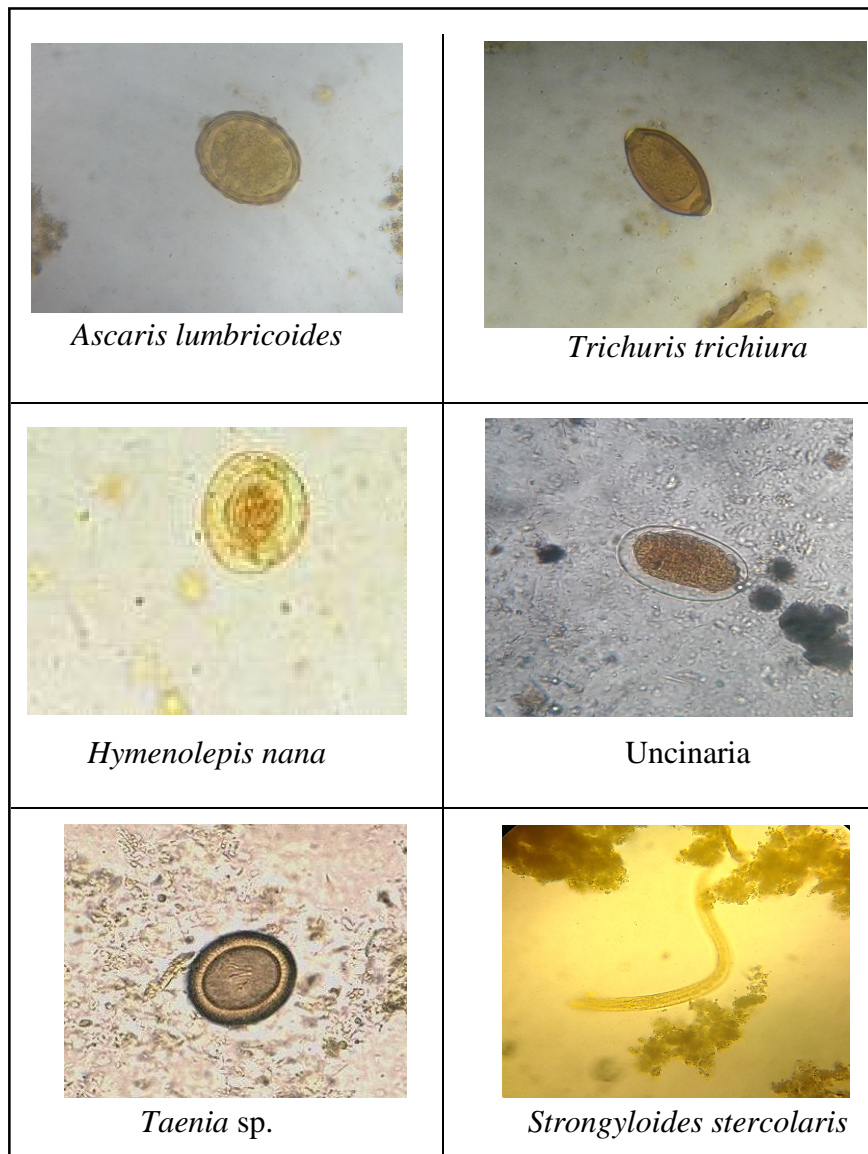 Ascaris lumbricoides
Trichuris trichiura
Hymenolepis nana
Uncinaria
Taenia sp.
Strongyloides stercolaris